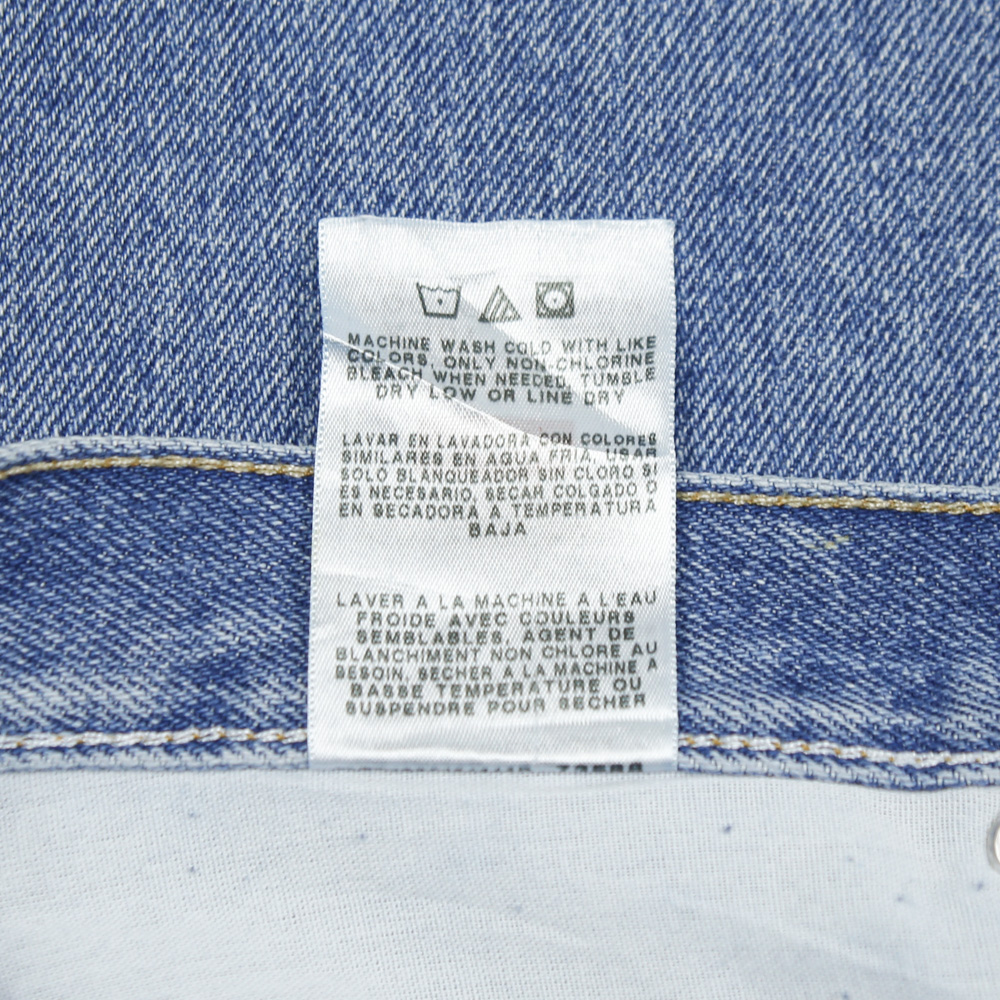 MACHINE WASH COLD WITH LIKE
COLORS, ONLY NON-CHLORINE
BLEACH WHEN NEEDED, TUMBLE
DRY LOW OR LINE DRY
LAVAR EN LAVADORA CON COLORES
SIMILARES EN AGUA FRIA, USAR
SOLO BLANQUEADOR SIN CLORO SI
ES NECESARIO, SECAR COLGADO O
EN SECADORA A TEMPERATURA
BAJA
LAVER A LA MACHINE A L'EAU
FROIDE AVEC COULEURS
SEMBLABLES, AGENT DE
BLANCHIMENT NON CHLORE AU
BESOIN, SECHER A LA MACHINE A
BASSE TEMPERATURE OU
SUSPENDRE POUR SECHER